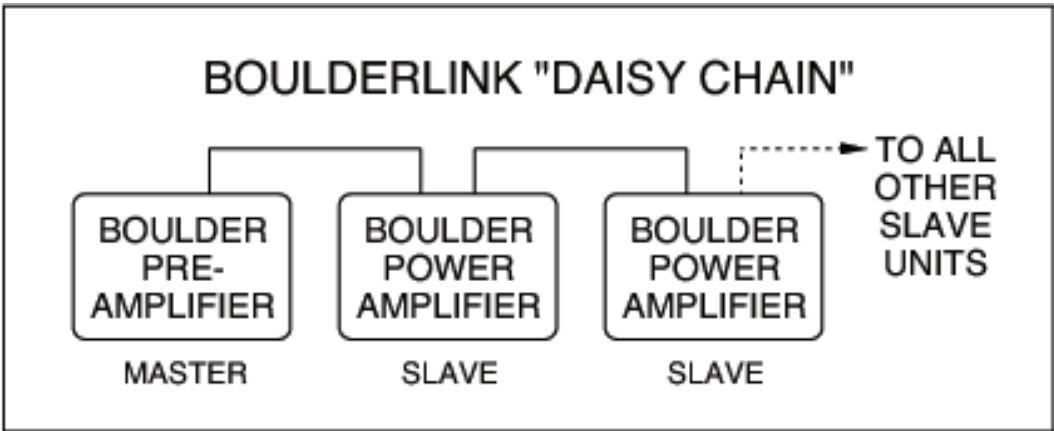 BOULDERLINK "DAISY CHAIN"
BOULDER
PRE-
AMPLIFIER
MASTER
BOULDER
POWER
AMPLIFIER
SLAVE
BOULDER
POWER
AMPLIFIER
SLAVE
TO ALL
OTHER
SLAVE
UNITS